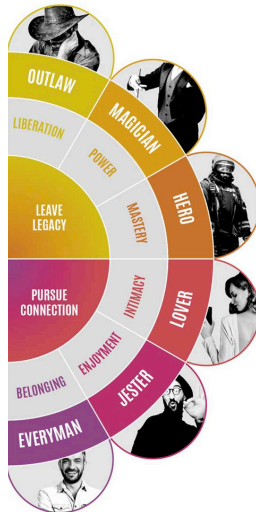 OUTLAW
MAGICIAN
HERO
LIBERATION
POWER
MASTERY
LEAVE
LEGACY
PURSUE
CONNECTION
INTIMACY
ENJOYMENT
BELONGING
LOVER
JESTER
EVERYMAN